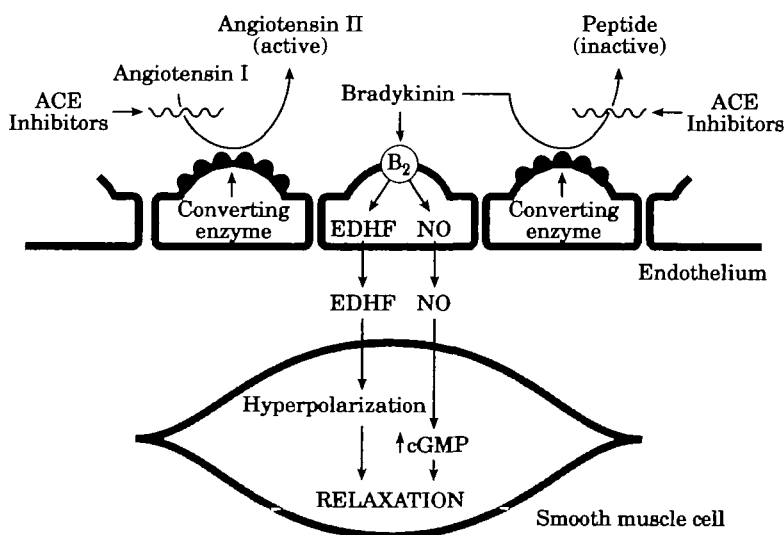 Angiotensin II
(active)
Peptide
(inactive)
Angiotensin I
ACE
Inhibitors
Bradykinin
ACE
Inhibitors
B2
Converting
enzyme
EDHF NO
Converting
enzyme
Endothelium
EDHF NO
Hyperpolarization
↑cGMP
RELAXATION
Smooth muscle cell